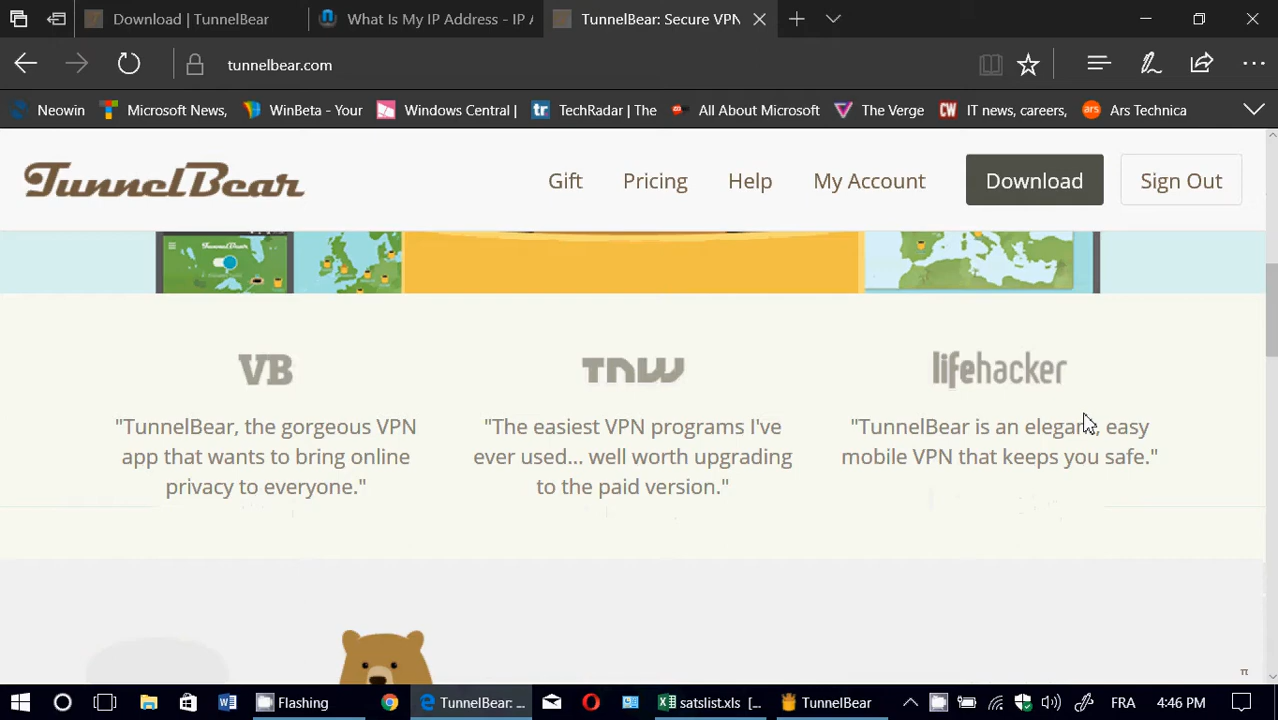 Download | TunnelBear
What Is My IP Address - IP A
TunnelBear: Secure VPN
tunnelbear.com
Neowin
Microsoft News,
WinBeta - Your
Windows Central |
tr
TechRadar | The
All About Microsoft
The Verge
CW
IT news, careers,
ars
Ars Technica
TunnelBear
Gift
Pricing
Help
My Account
Download
Sign Out
TunnelBear
VB
TNW
lifehacker
"TunnelBear, the gorgeous VPN
app that wants to bring online
privacy to everyone."
"The easiest VPN programs I've
ever used... well worth upgrading
to the paid version."
"TunnelBear is an elegant, easy
mobile VPN that keeps you safe."
π
Flashing
TunnelBear: ...
satslist.xls [...
TunnelBear
FRA
4:46 PM